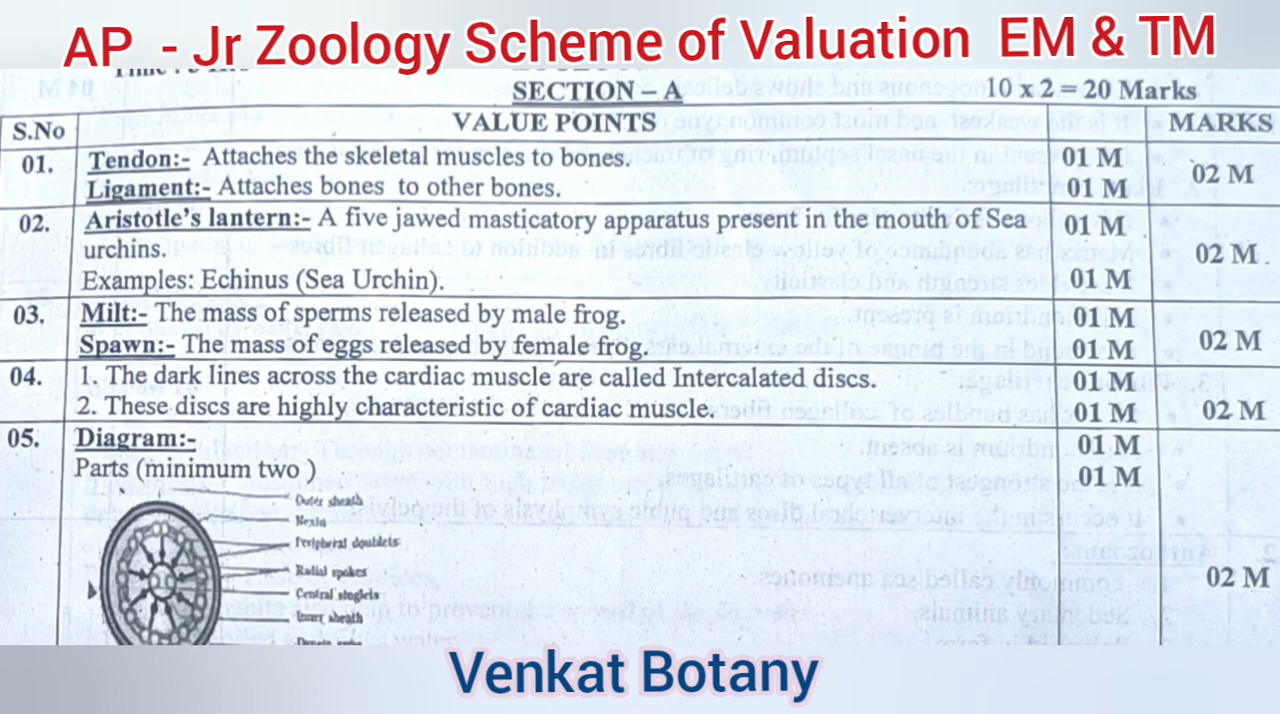 AP - Jr Zoology Scheme of Valuation EM & TM
SECTION – A 10 x 2 = 20 Marks
S.No VALUE POINTS MARKS
01. Tendon:- Attaches the skeletal muscles to bones. 01 M
Ligament:- Attaches bones to other bones. 01 M 02 M
02. Aristotle's lantern:- A five jawed masticatory apparatus present in the mouth of Sea 01 M
urchins. 02 M
Examples: Echinus (Sea Urchin). 01 M
03. Milt:- The mass of sperms released by male frog. 01 M
Spawn:- The mass of eggs released by female frog. 01 M 02 M
04. 1. The dark lines across the cardiac muscle are called Intercalated discs. 01 M
2. These discs are highly characteristic of cardiac muscle. 01 M 02 M
05. Diagram:- 01 M
Parts (minimum two ) 01 M
Outer sheath
Nexin
Peripheral doublets
Radial spokes
02 M
Central singlets
Inner sheath
Venkat Botany